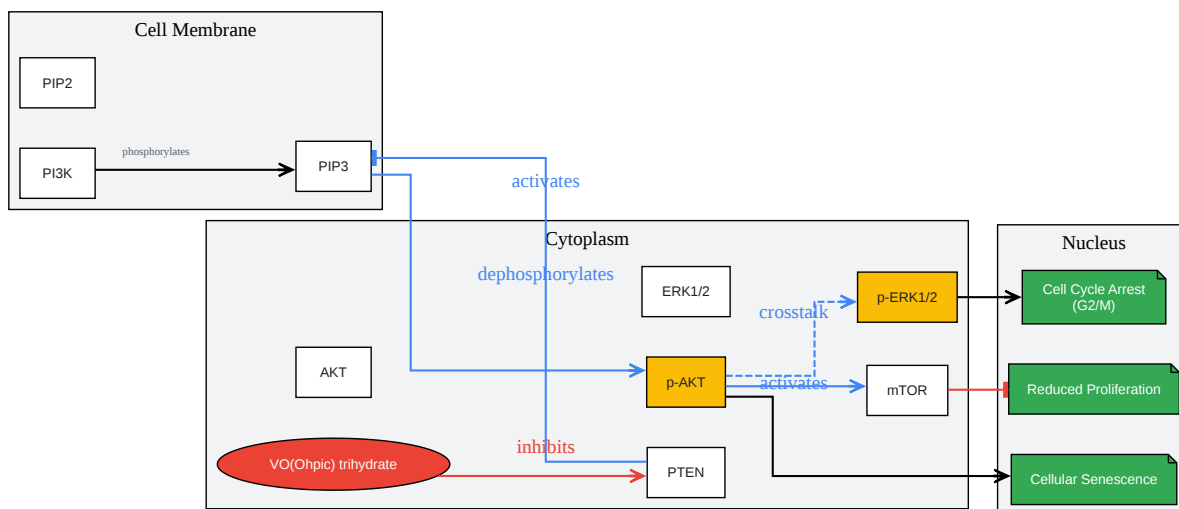 Cell Membrane
PIP2
phosphorylates
PI3K
PIP3
activates
Cytoplasm
Nucleus
dephosphorylates
ERK1/2
p-ERK1/2
Cell Cycle Arrest
(G2/M)
crosstalk
AKT
p-AKT
activates
mTOR
Reduced Proliferation
inhibits
VO(Ohpic) trihydrate
PTEN
Cellular Senescence